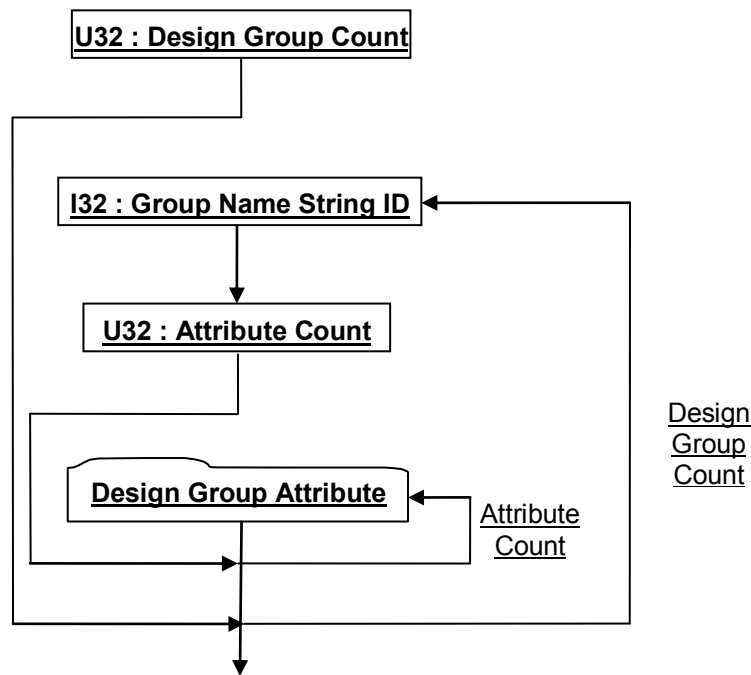 U32 : Design Group Count
I32 : Group Name String ID
U32 : Attribute Count
Design
Group
Count
Design Group Attribute
Attribute
Count